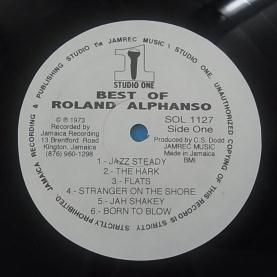 JAMAICA RECORDING & PUBLISHING STUDIO T/a JAMREC MUSIC \ STUDIO ONE. UNAUTHORIZED COPYING OF THIS RECORD IS STRICTLY PROHIBITED
1
STUDIO ONE
BEST OF
ROLAND ALPHANSO
© ℗ 1973
Recorded by
Jamaica Recording
13 Brentford Road
Kington, Jamaica
(876) 960-1298
SOL 1127
Side One
Produced by C.S. Dodd
JAMREC MUSIC
Made in Jamaica
BMI
1.- JAZZ STEADY
2.- THE HARK
3.- FLATS
4.- STRANGER ON THE SHORE
5.- JAH SHAKEY
6.- BORN TO BLOW